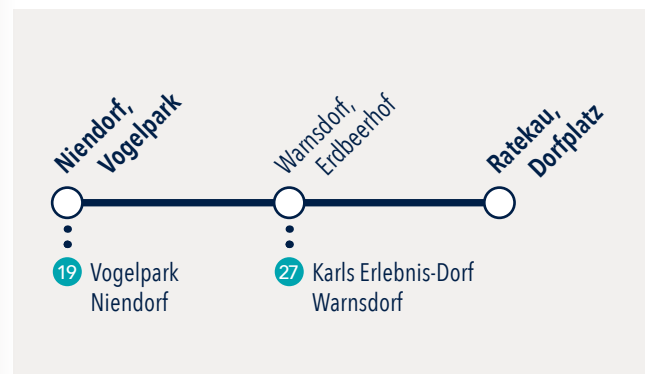 Niendorf,
Vogelpark
Warnsdorf,
Erdbeerhof
Ratekau,
Dorfplatz
19 Vogelpark
Niendorf
27 Karls Erlebnis-Dorf
Warnsdorf